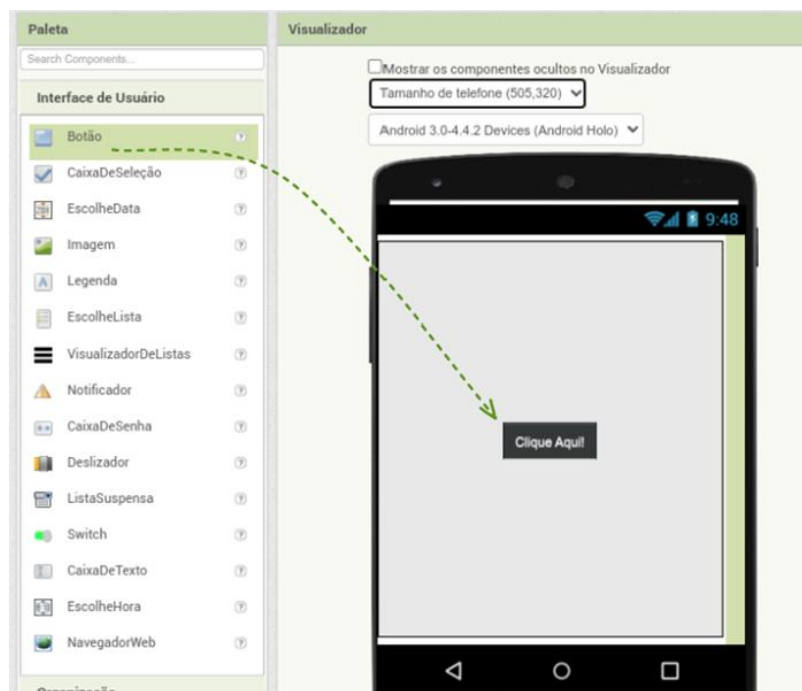 Paleta
Search Components...
Interface de Usuário
Botão
CaixaDeSeleção
EscolheData
Imagem
Legenda
EscolheLista
VisualizadorDeListas
Notificador
CaixaDeSenha
Deslizador
ListaSuspensa
Switch
CaixaDeTexto
EscolheHora
NavegadorWeb
Organização
Visualizador
Mostrar os componentes ocultos no Visualizador
Tamanho de telefone (505,320)
Android 3.0-4.4.2 Devices (Android Holo)
9:48
Clique Aqui!